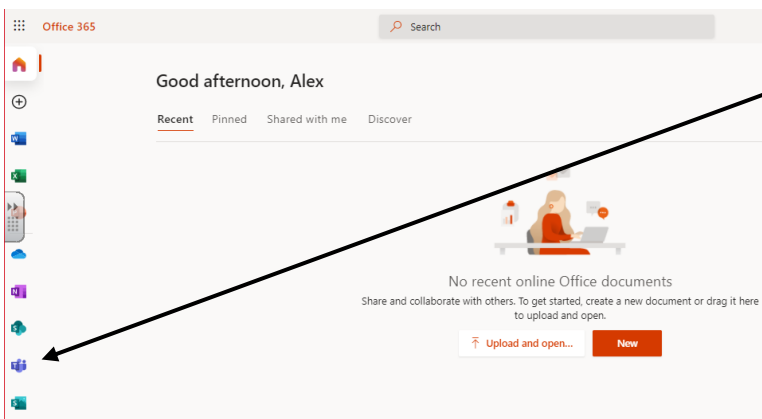 Office 365
Search
Good afternoon, Alex
Recent Pinned Shared with me Discover
No recent online Office documents
Share and collaborate with others. To get started, create a new document or drag it here
to upload and open.
Upload and open... New